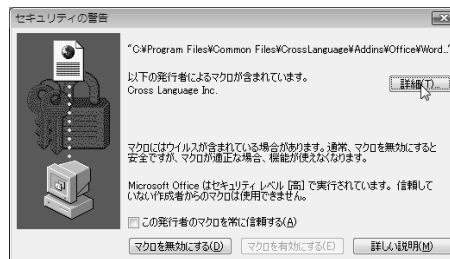 セキュリティの警告
"C:¥Program Files¥Common Files¥CrossLanguage¥Addins¥Office¥Word..."
以下の発行者によるマクロが含まれています。
Cross Language Inc.
詳細(T)...
マクロにはウイルスが含まれている場合があります。通常、マクロを無効にすると
安全ですが、マクロが適正な場合、機能が使えなくなります。
Microsoft Office はセキュリティ レベル [高] で実行されています。信頼して
いない作成者からのマクロは使用できません。
この発行者のマクロを常に信頼する(A)
マクロを無効にする(D)
マクロを有効にする(E)
詳しい説明(M)